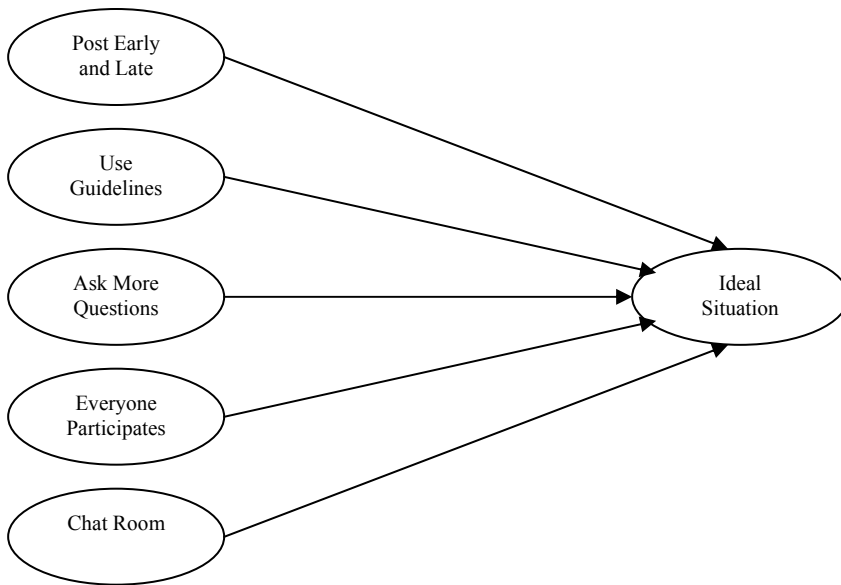 Post Early
and Late
Use
Guidelines
Ask More
Questions
Ideal
Situation
Everyone
Participates
Chat Room